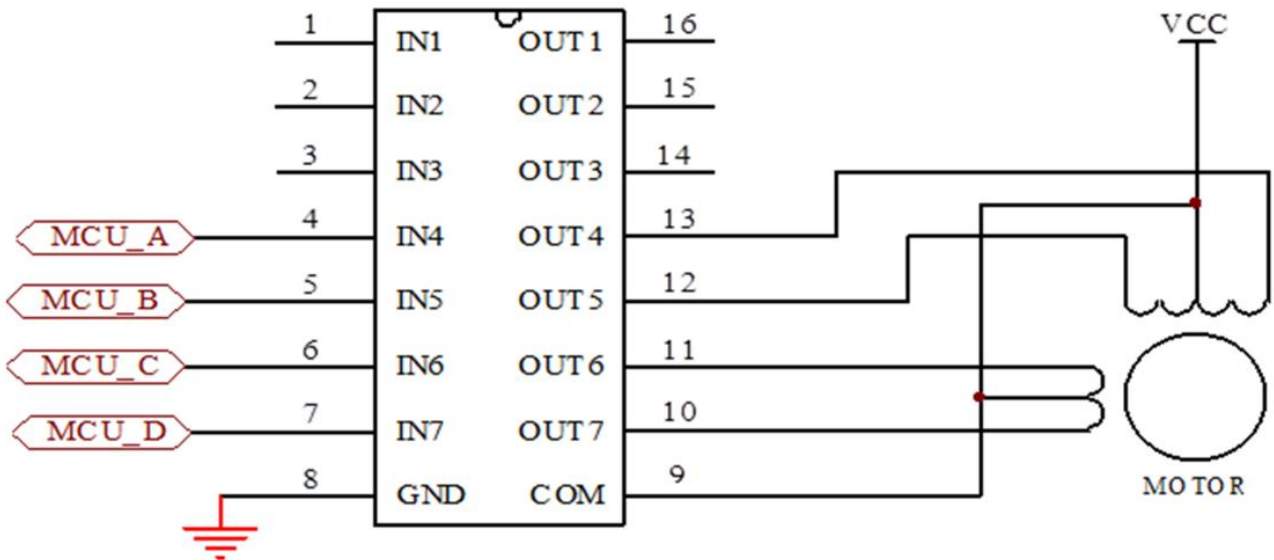 1 IN1 OUT1 16 VCC
2 IN2 OUT2 15
3 IN3 OUT3 14
MCU_A 4 IN4 OUT4 13
MCU_B 5 IN5 OUT5 12
MCU_C 6 IN6 OUT6 11
MCU_D 7 IN7 OUT7 10
8 GND COM 9 MOTOR